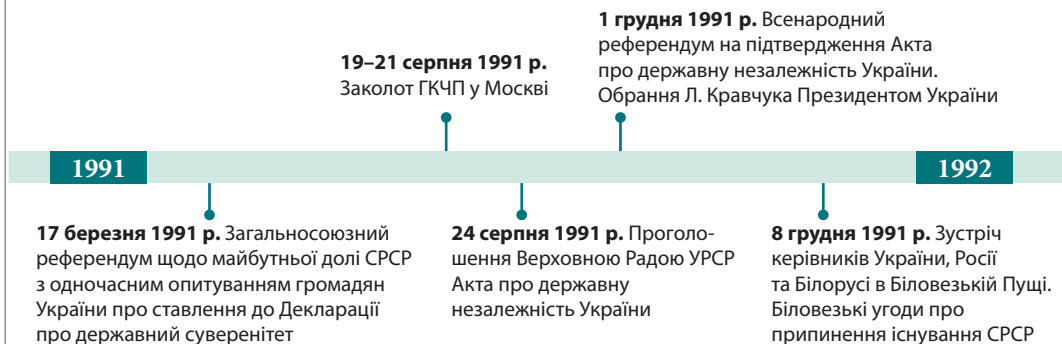 1 грудня 1991 р. Всенародний
референдум на підтвердження Акта
про державну незалежність України.
Обрання Л. Кравчука Президентом України
19–21 серпня 1991 р.
Заколот ГКЧП у Москві
1991
1992
17 березня 1991 р. Загальносоюзний
референдум щодо майбутньої долі СРСР
з одночасним опитуванням громадян
України про ставлення до Декларації
про державний суверенітет
24 серпня 1991 р. Проголо-
шення Верховною Радою УРСР
Акта про державну
незалежність України
8 грудня 1991 р. Зустріч
керівників України, Росії
та Білорусі в Біловезькій Пущі.
Біловезькі угоди про
припинення існування СРСР